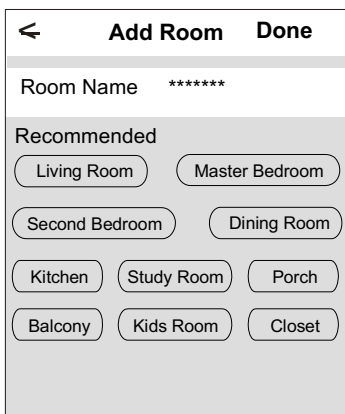 Add Room Done
Room Name *******
Recommended
Living Room Master Bedroom
Second Bedroom Dining Room
Kitchen Study Room Porch
Balcony Kids Room Closet